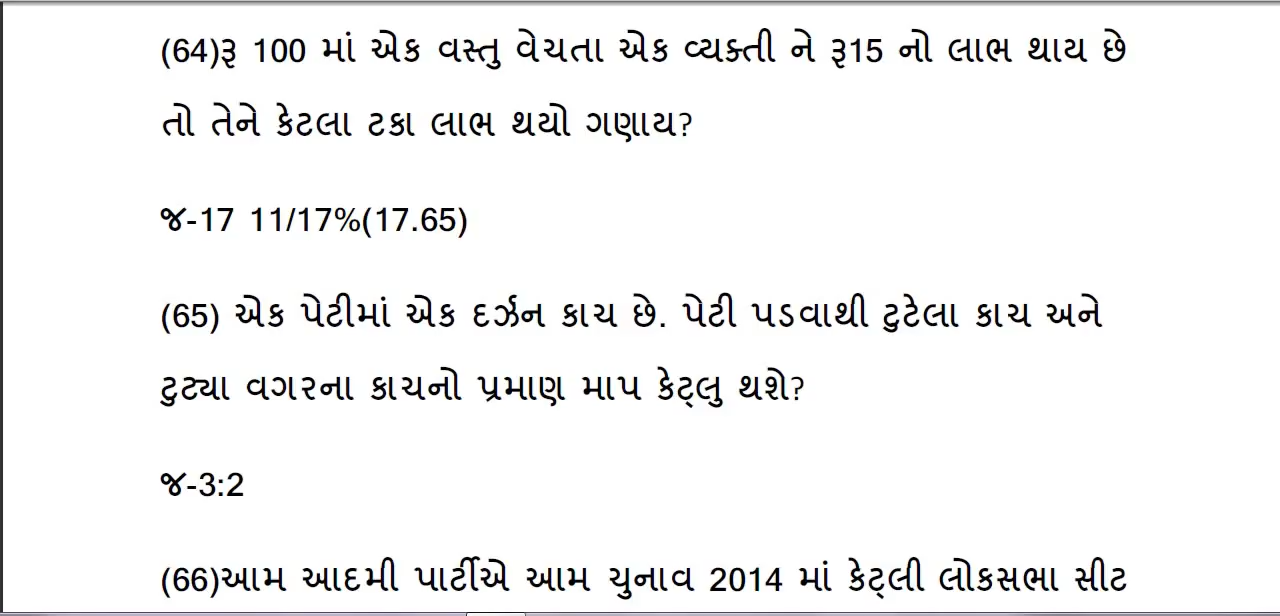 (64)રૂ 100 માં એક વસ્તુ વેચતા એક વ્યક્તી ને રૂ15 નો લાભ થાય છે
તો તેને કેટલા ટકા લાભ થયો ગણાય?
જ-17 11/17%(17.65)
(65) એક પેટીમાં એક દર્ઝન કાચ છે. પેટી પડવાથી ટુટેલા કાચ અને
ટુટ્યા વગરના કાચનો પ્રમાણ માપ કેટ્લુ થશે?
જ-3:2
(66)આમ આદમી પાર્ટીએ આમ ચુનાવ 2014 માં કેટ્લી લોકસભા સીટ